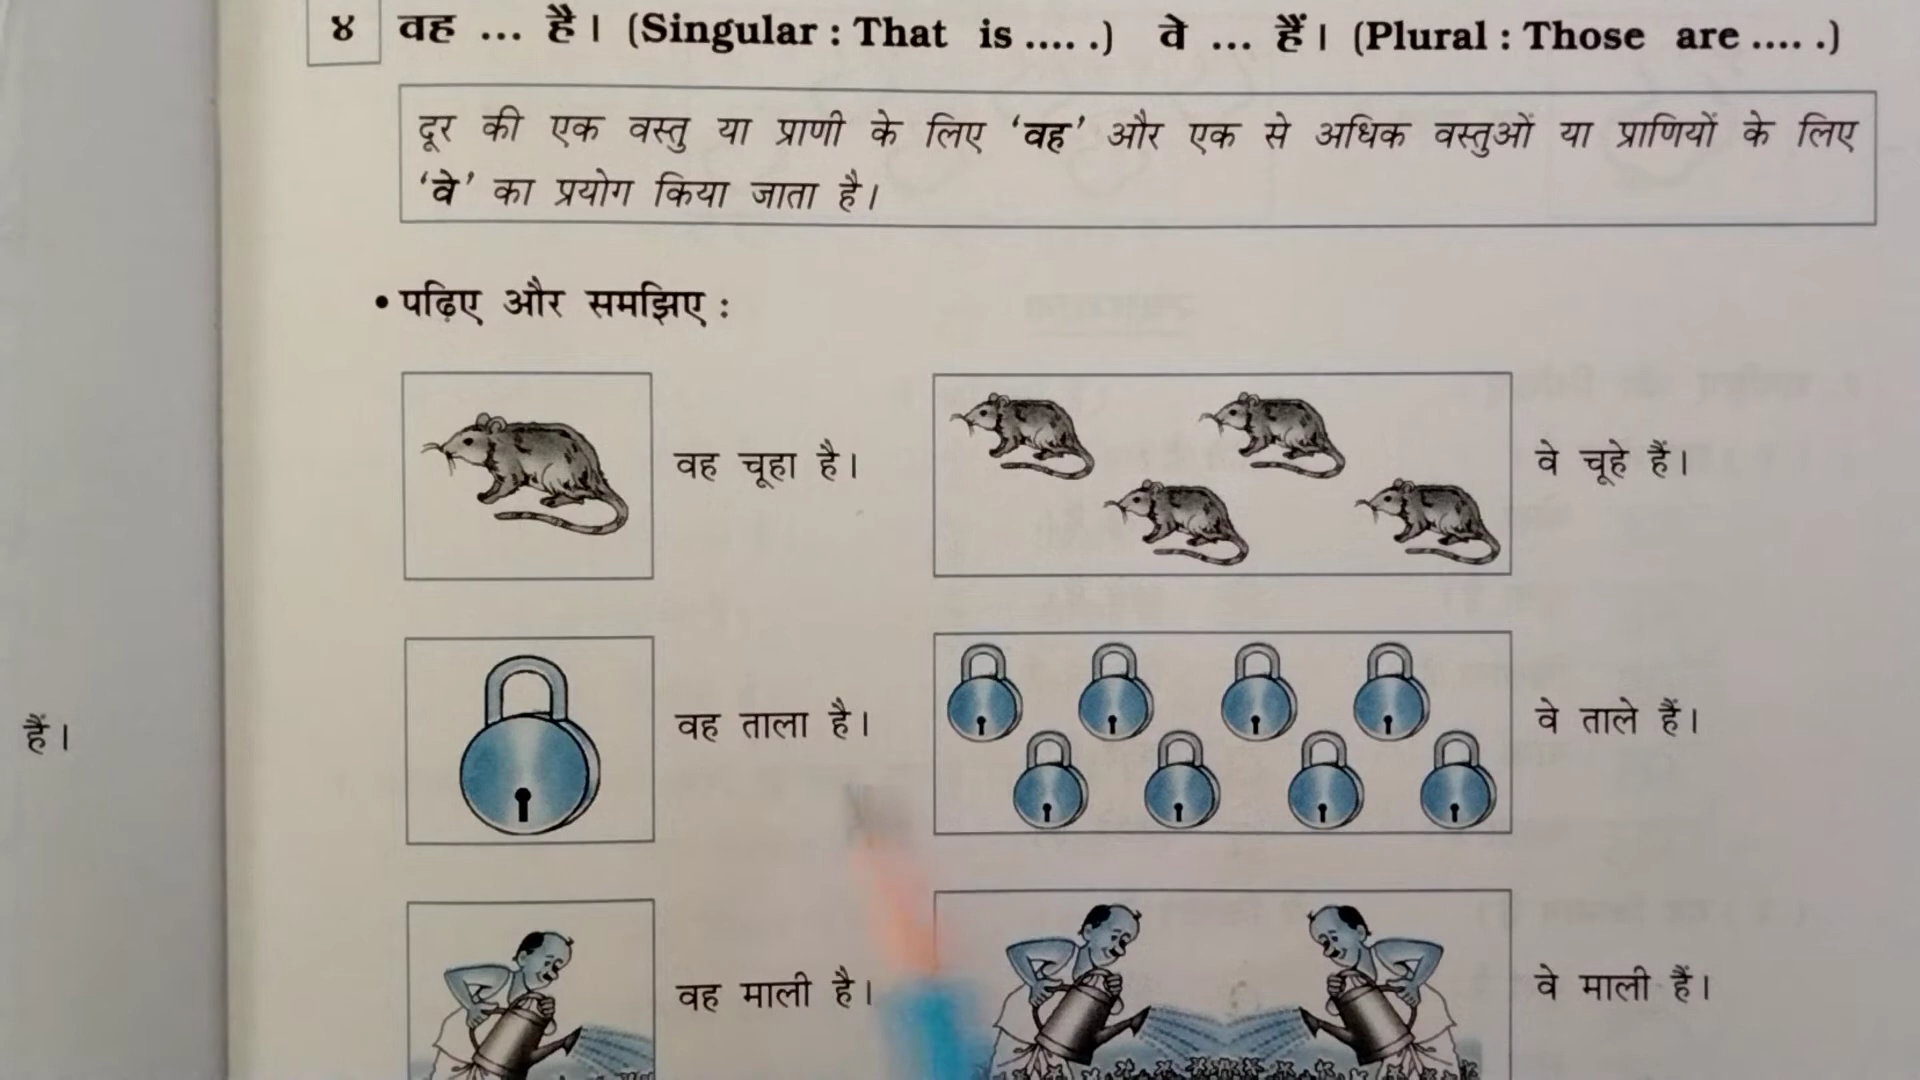 ४ वह ... है। (Singular : That is .... .) वे ... हैं। (Plural : Those are .... .)
दूर की एक वस्तु या प्राणी के लिए ‘वह’ और एक से अधिक वस्तुओं या प्राणियों के लिए
‘वे’ का प्रयोग किया जाता है।
• पढ़िए और समझिए :
वह चूहा है।
वे चूहे हैं।
वह ताला है।
वे ताले हैं।
वह माली है।
वे माली हैं।
हैं।